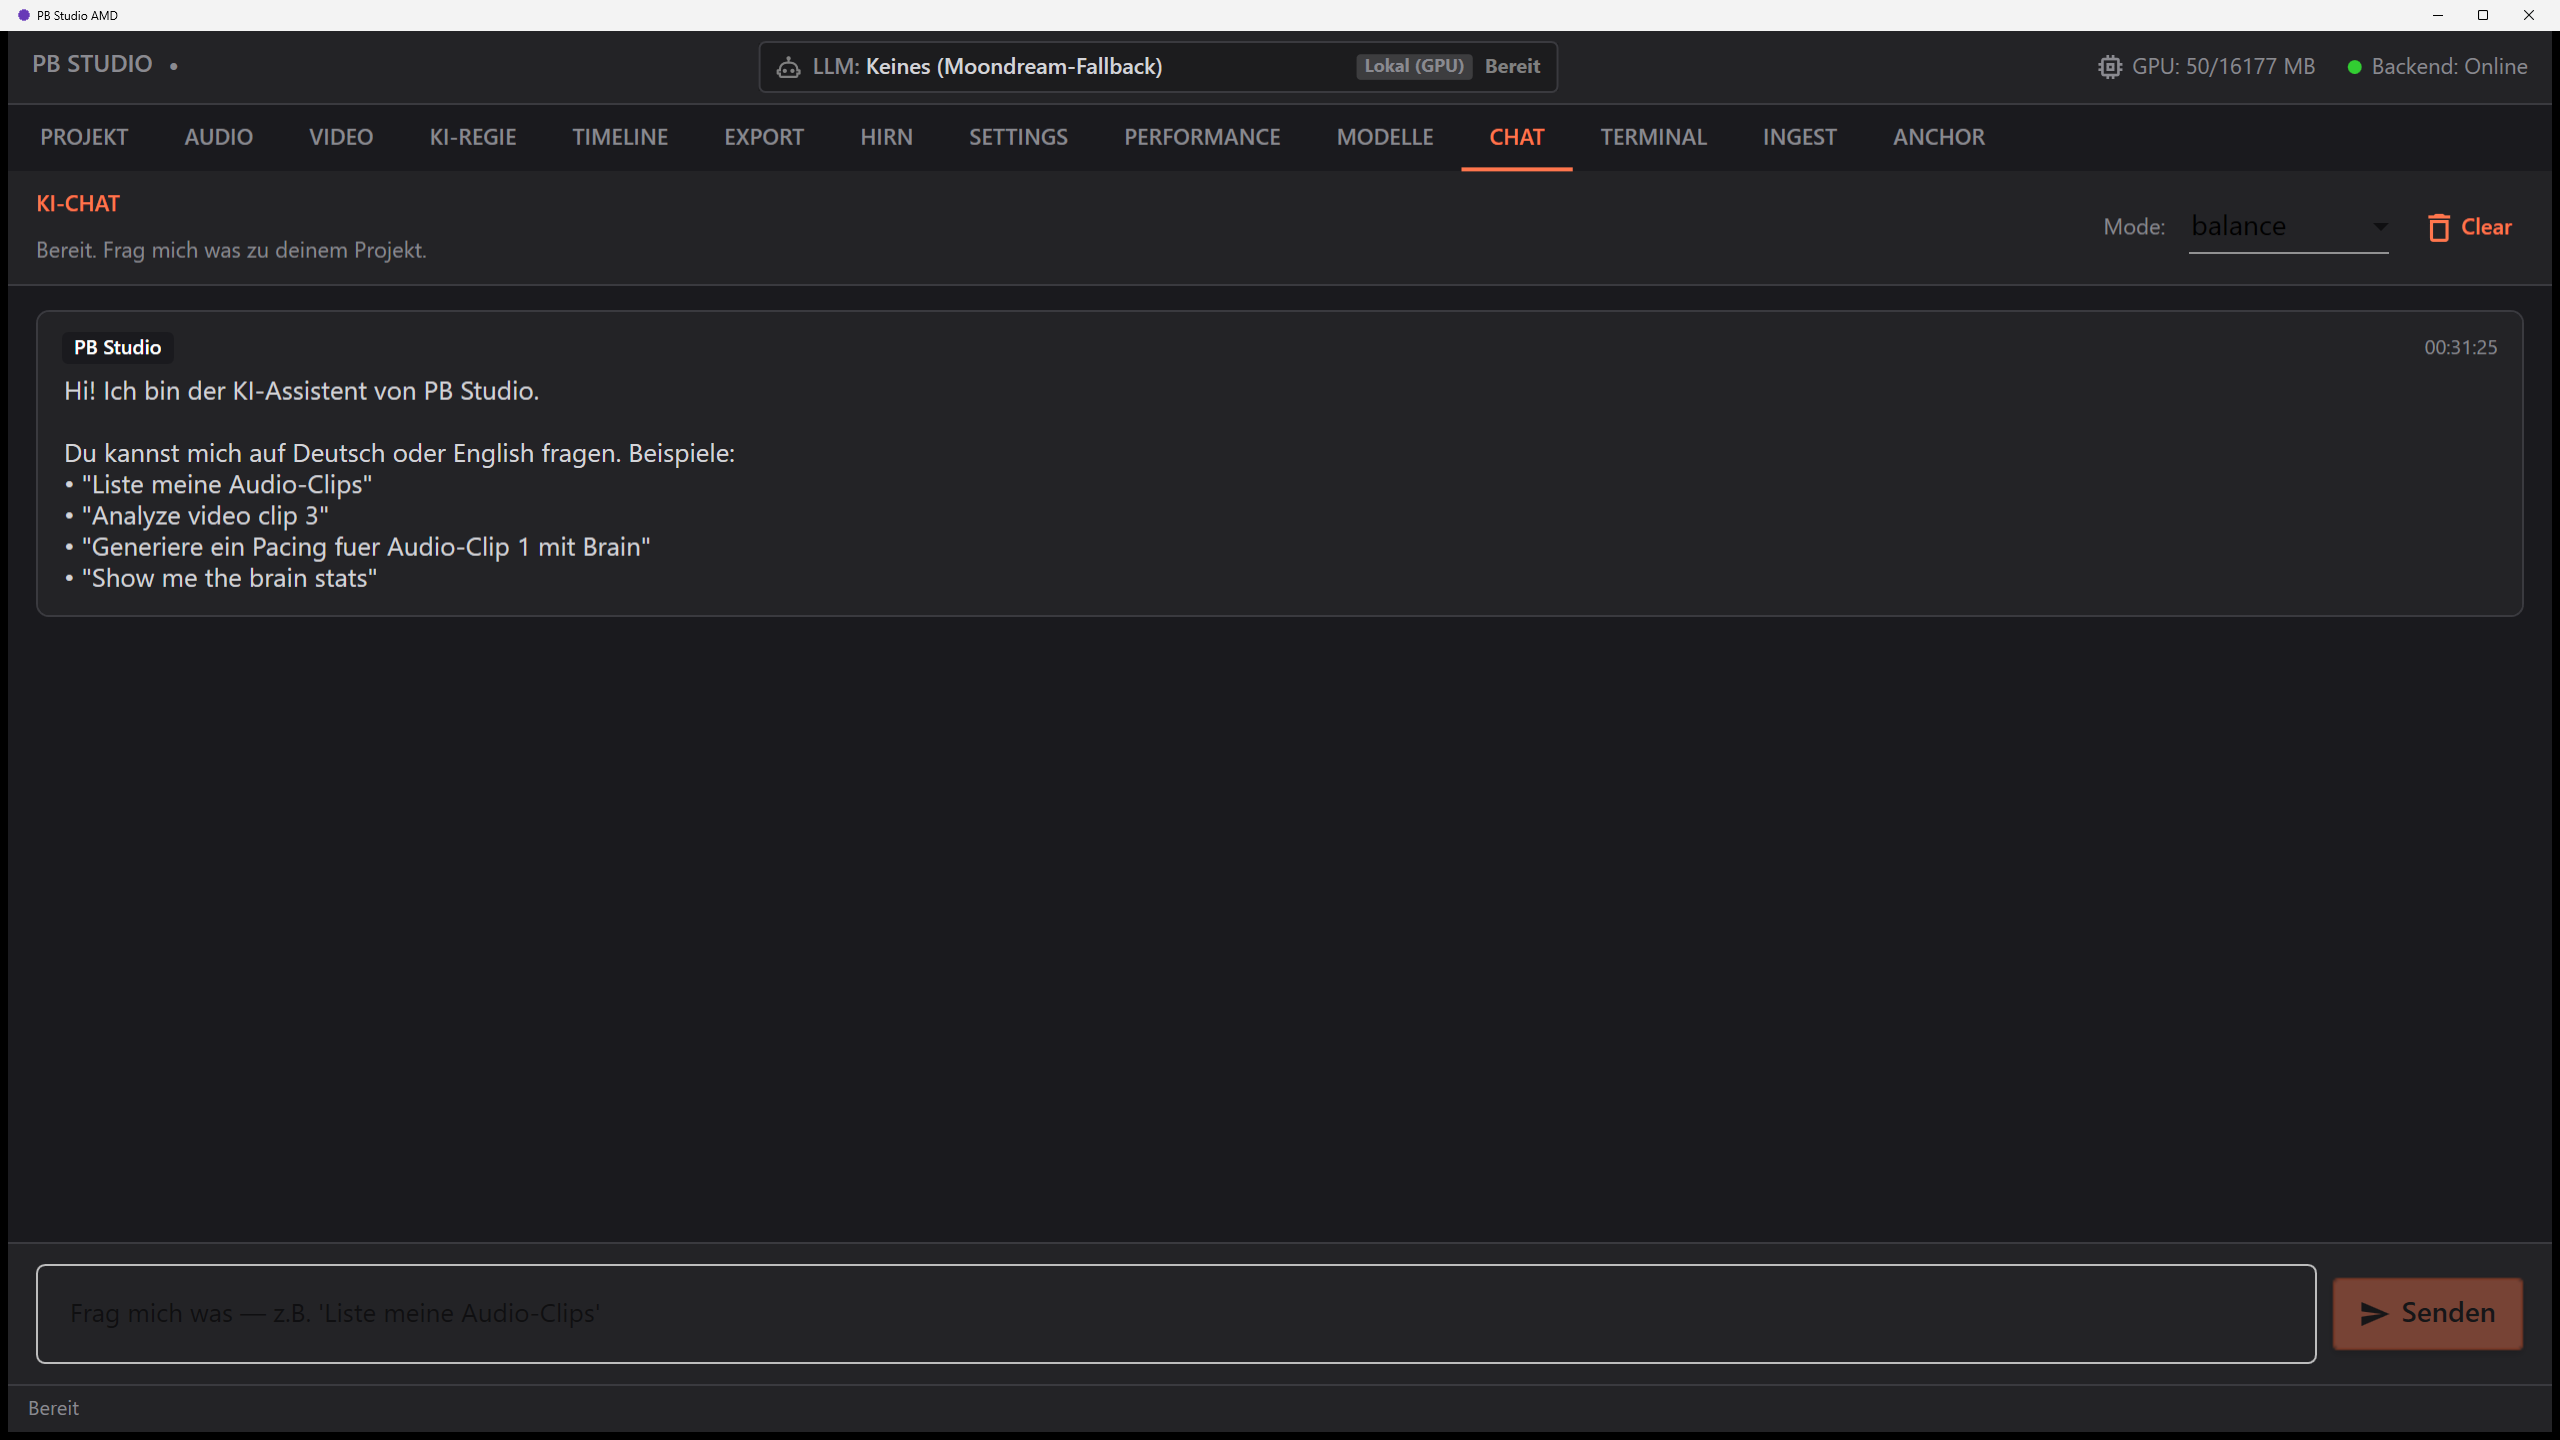 PB Studio AMD
PB STUDIO •
LLM: Keines (Moondream-Fallback) Lokal (GPU) Bereit
GPU: 50/16177 MB Backend: Online
PROJEKT AUDIO VIDEO KI-REGIE TIMELINE EXPORT HIRN SETTINGS PERFORMANCE MODELLE CHAT TERMINAL INGEST ANCHOR
KI-CHAT
Bereit. Frag mich was zu deinem Projekt.
Mode: balance Clear
PB Studio 00:31:25
Hi! Ich bin der KI-Assistent von PB Studio.
Du kannst mich auf Deutsch oder English fragen. Beispiele:
• "Liste meine Audio-Clips"
• "Analyze video clip 3"
• "Generiere ein Pacing fuer Audio-Clip 1 mit Brain"
• "Show me the brain stats"
Frag mich was — z.B. 'Liste meine Audio-Clips'
Senden
Bereit